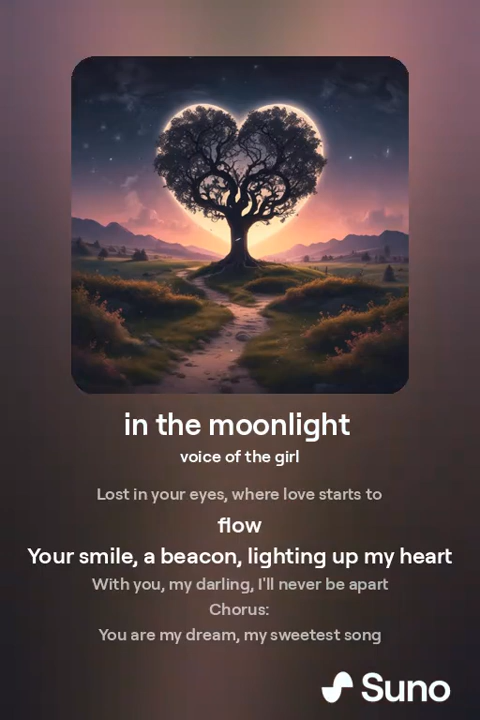 in the moonlight
voice of the girl
Lost in your eyes, where love starts to
flow
Your smile, a beacon, lighting up my heart
With you, my darling, I'll never be apart
Chorus:
You are my dream, my sweetest song
Suno